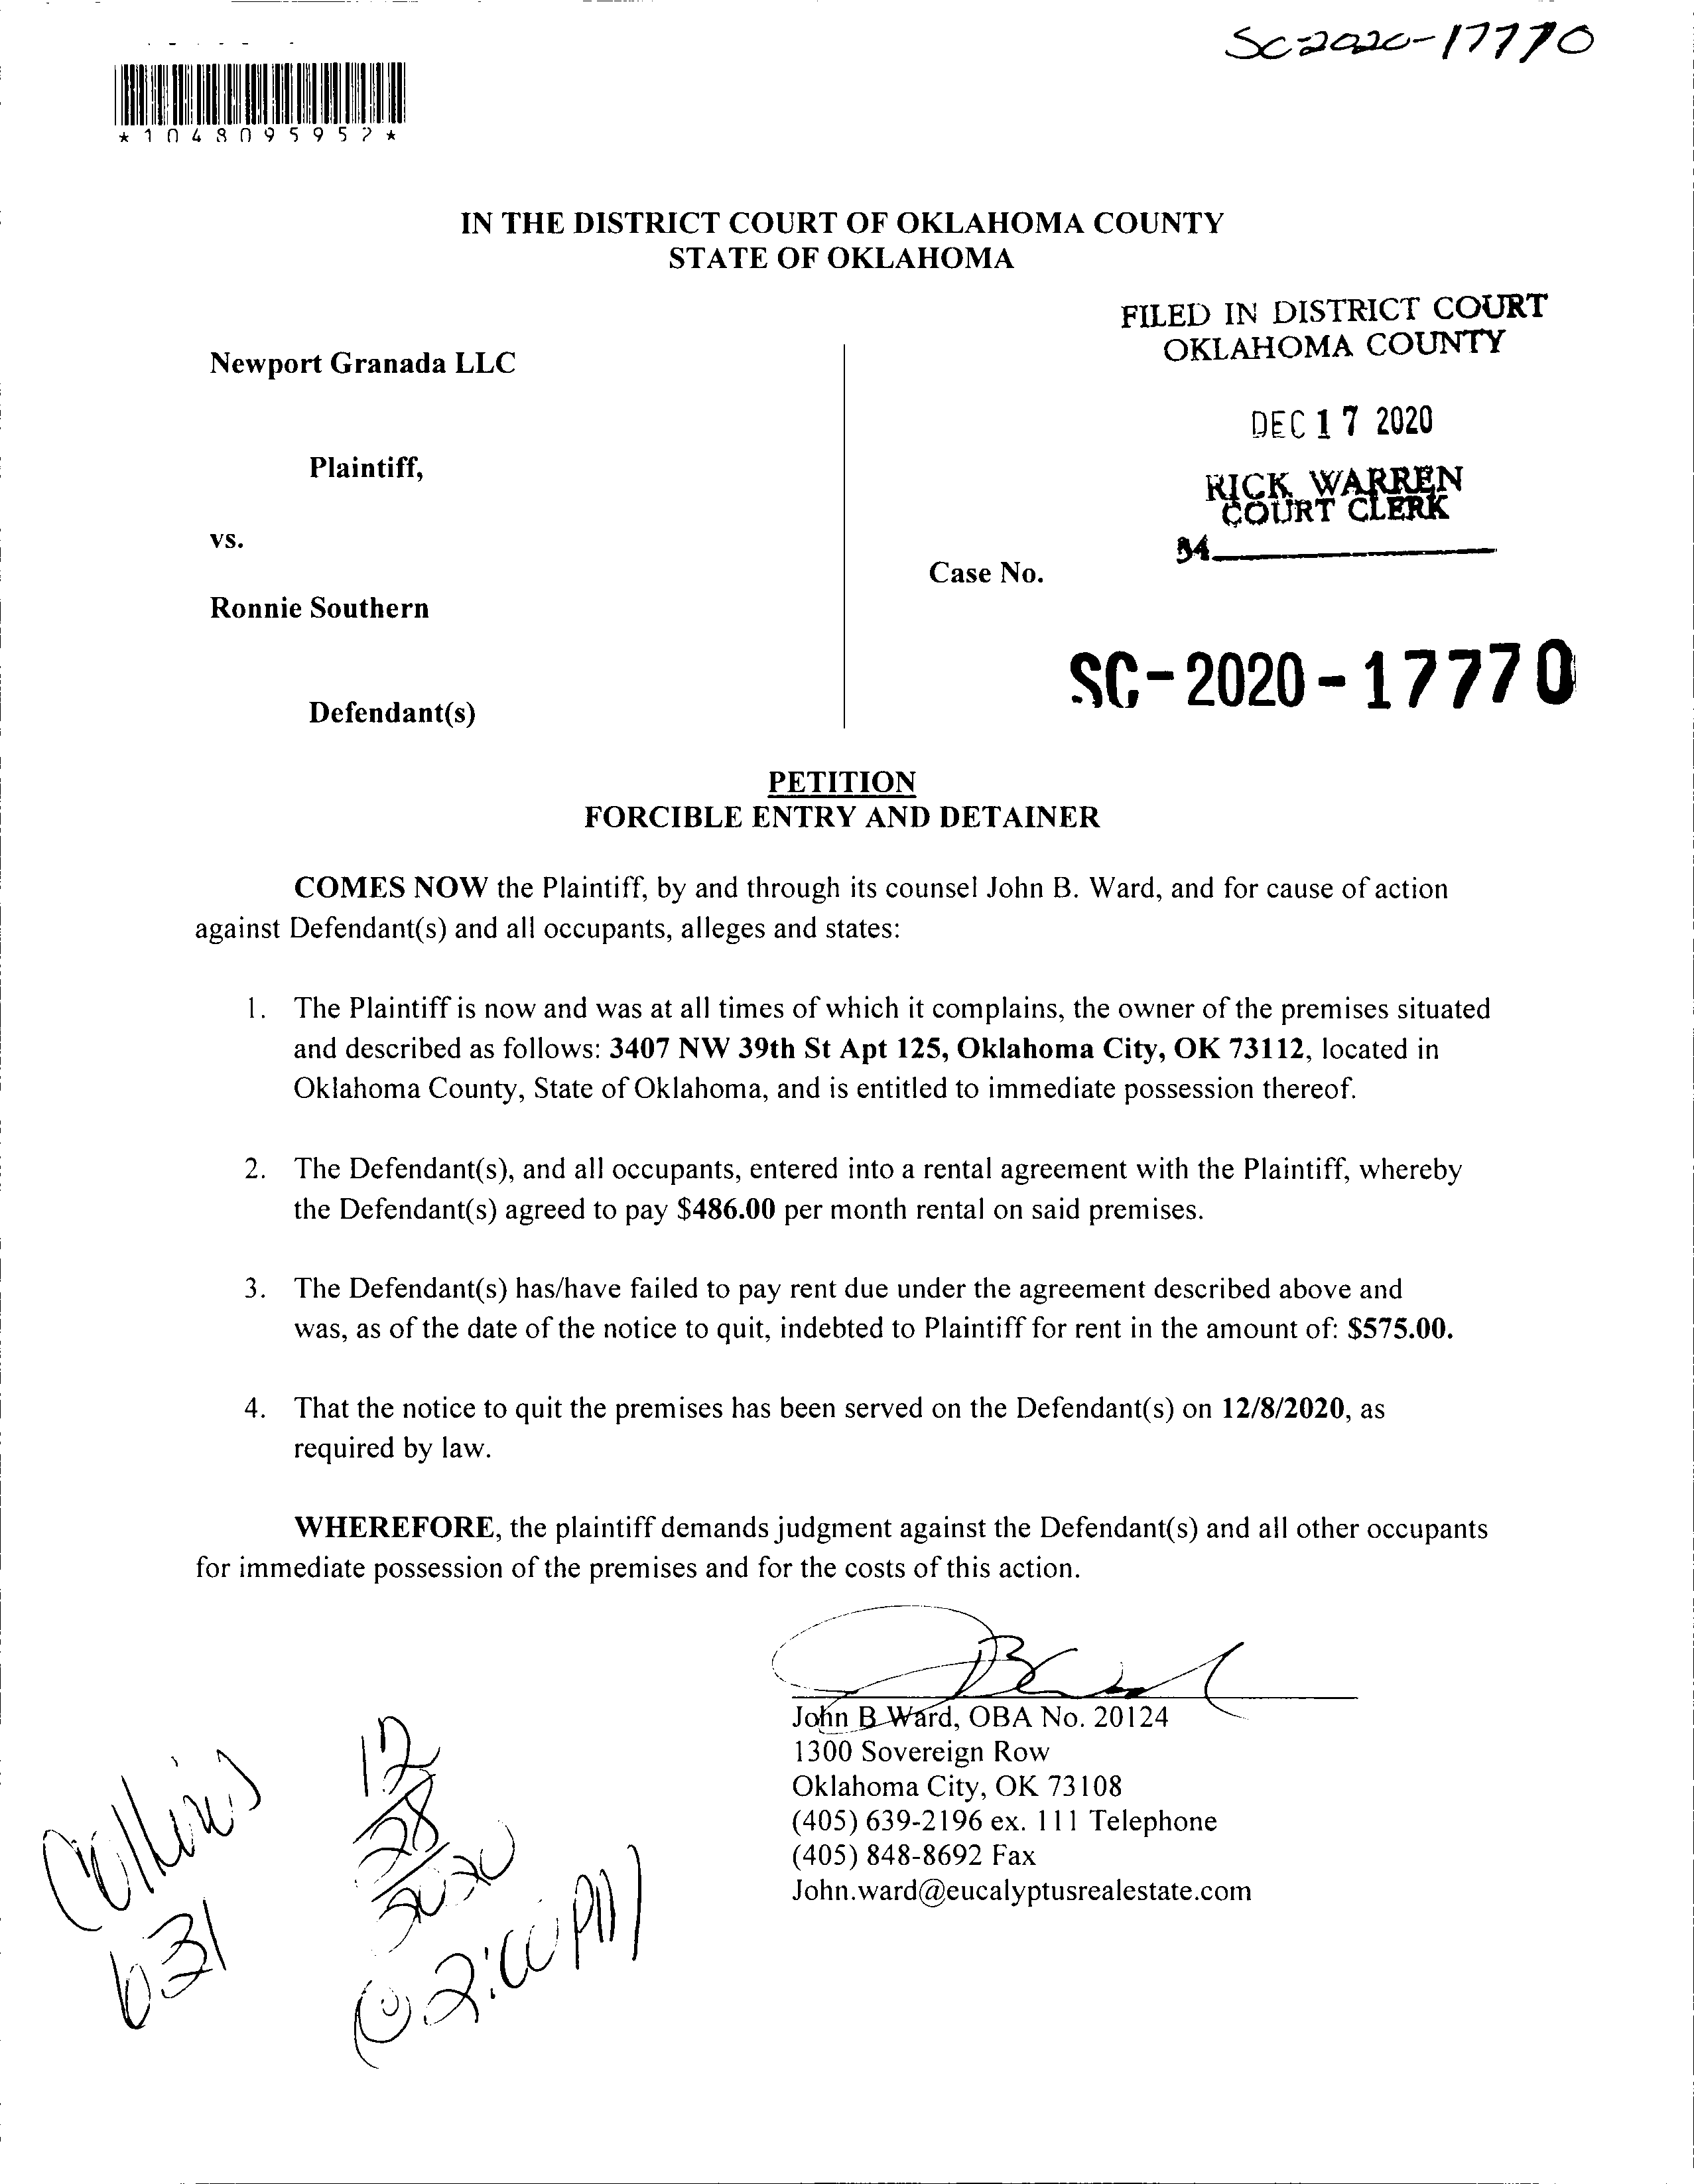 SC-2020-17770
*1048095952*
IN THE DISTRICT COURT OF OKLAHOMA COUNTY
STATE OF OKLAHOMA
FILED IN DISTRICT COURT
OKLAHOMA COUNTY
Newport Granada LLC
DEC 17 2020
Plaintiff,
RICK WARREN
COURT CLERK
vs.
34
Case No.
Ronnie Southern
SC-2020-17770
Defendant(s)
PETITION
FORCIBLE ENTRY AND DETAINER
COMES NOW the Plaintiff, by and through its counsel John B. Ward, and for cause of action
against Defendant(s) and all occupants, alleges and states:
1. The Plaintiff is now and was at all times of which it complains, the owner of the premises situated
and described as follows: 3407 NW 39th St Apt 125, Oklahoma City, OK 73112, located in
Oklahoma County, State of Oklahoma, and is entitled to immediate possession thereof.
2. The Defendant(s), and all occupants, entered into a rental agreement with the Plaintiff, whereby
the Defendant(s) agreed to pay $486.00 per month rental on said premises.
3. The Defendant(s) has/have failed to pay rent due under the agreement described above and
was, as of the date of the notice to quit, indebted to Plaintiff for rent in the amount of: $575.00.
4. That the notice to quit the premises has been served on the Defendant(s) on 12/8/2020, as
required by law.
WHEREFORE, the plaintiff demands judgment against the Defendant(s) and all other occupants
for immediate possession of the premises and for the costs of this action.
John B Ward, OBA No. 20124
1300 Sovereign Row
Oklahoma City, OK 73108
(405) 639-2196 ex. 111 Telephone
(405) 848-8692 Fax
John.ward@eucalyptusrealestate.com
Collins
631
12/28/2020
@ 2:00 PM